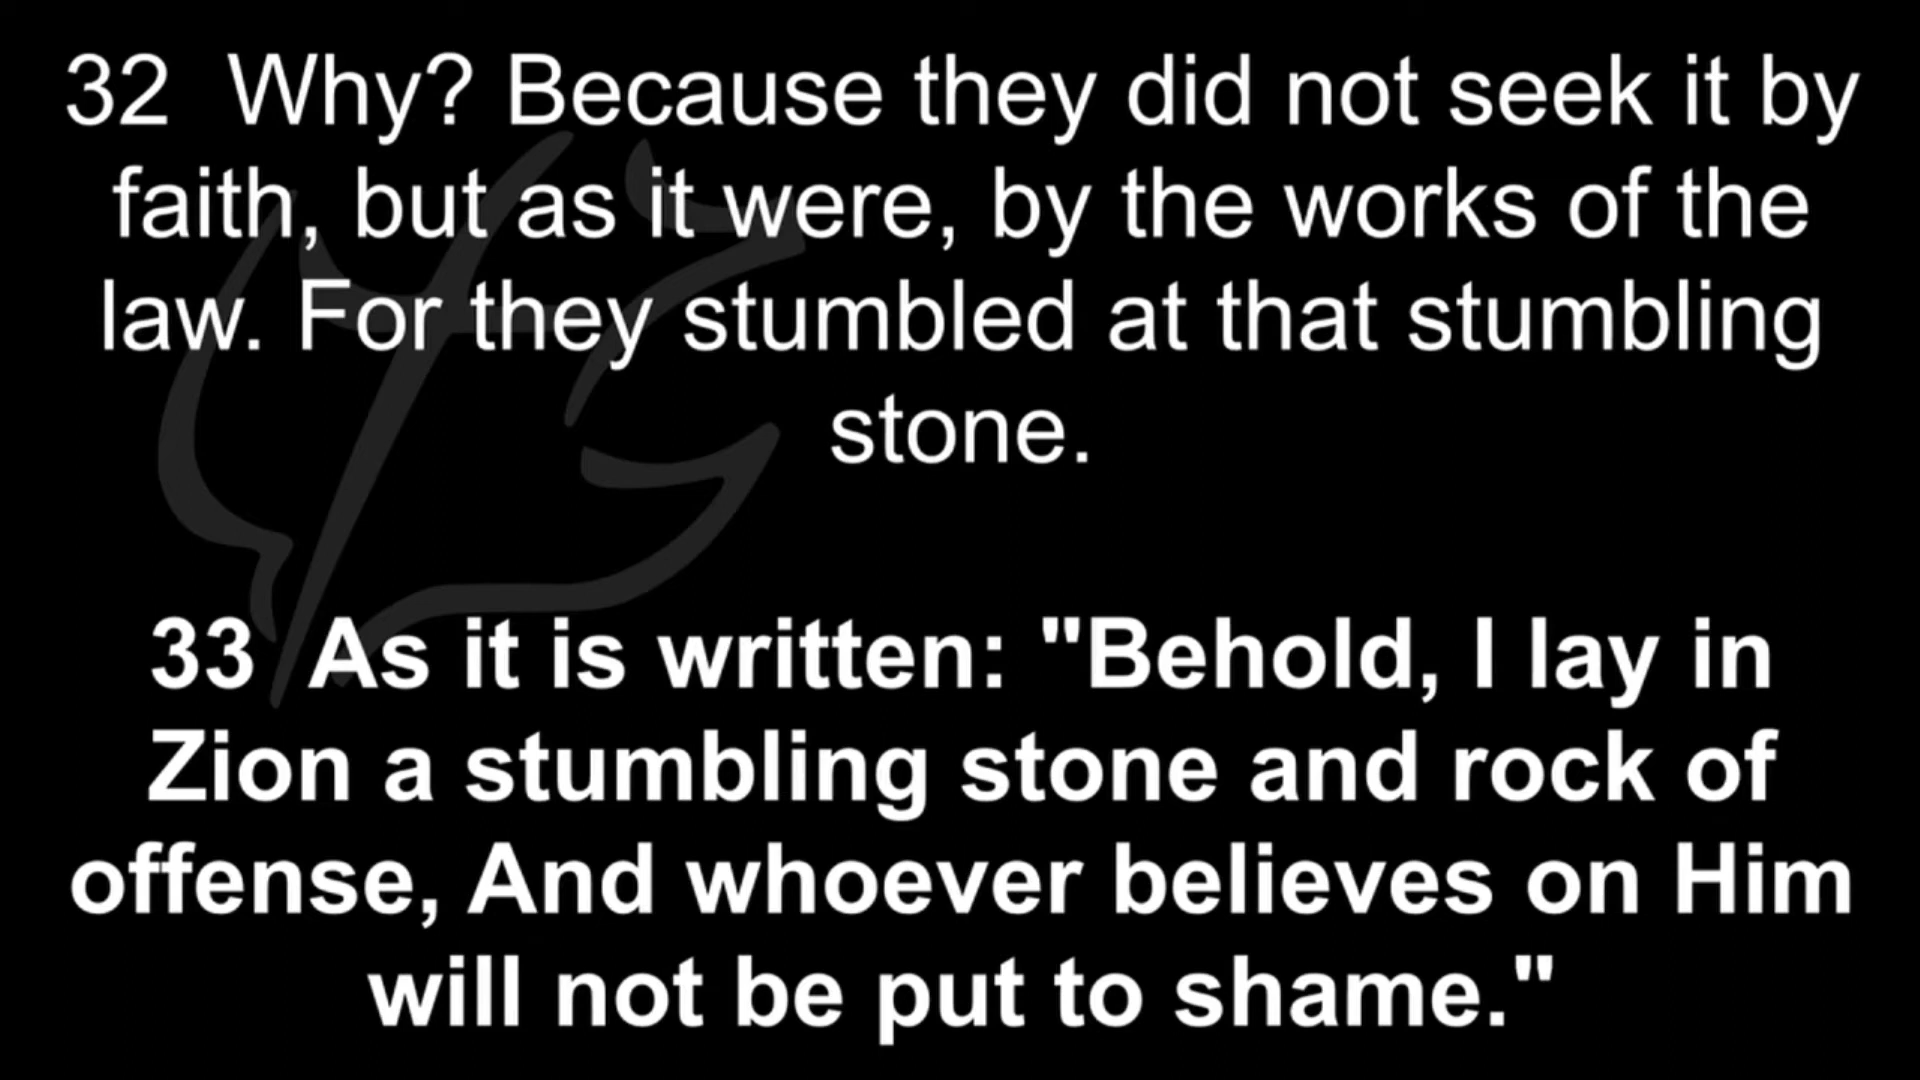 32  Why? Because they did not seek it by
faith, but as it were, by the works of the
law. For they stumbled at that stumbling
stone.
33  As it is written: "Behold, I lay in
Zion a stumbling stone and rock of
offense, And whoever believes on Him
will not be put to shame."